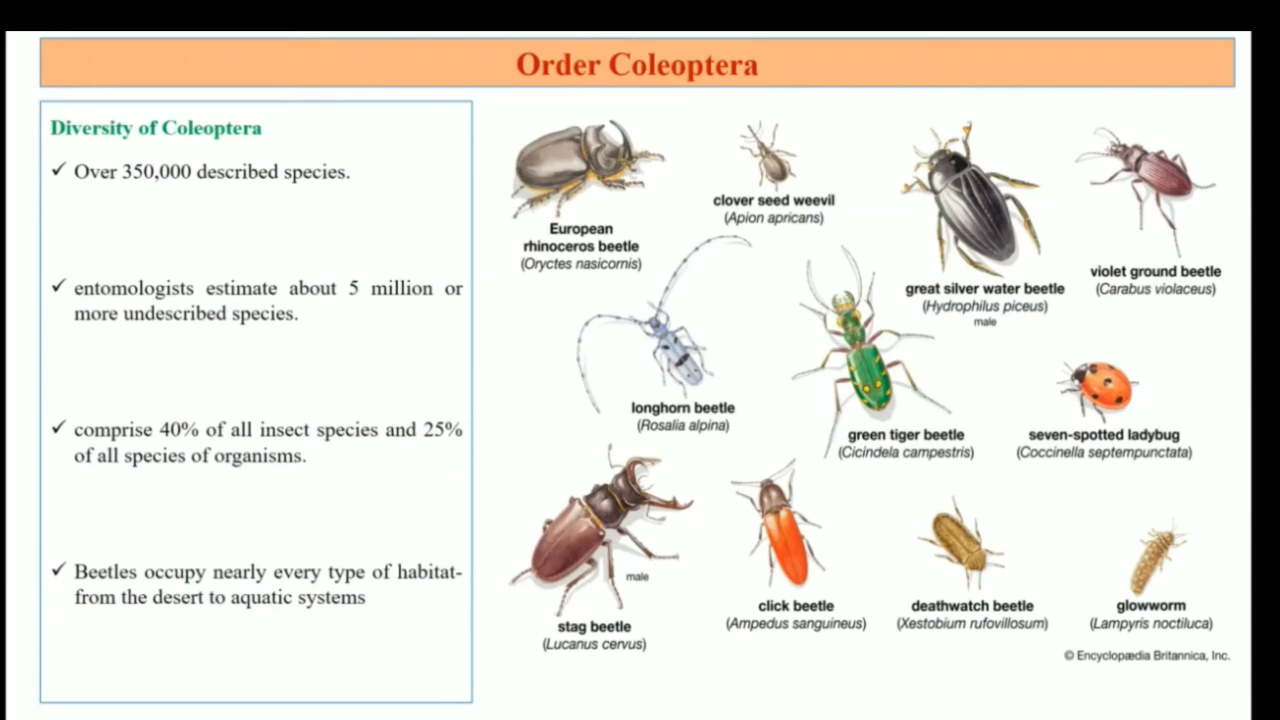 Order Coleoptera
Diversity of Coleoptera
✓ Over 350,000 described species.
✓ entomologists estimate about 5 million or
more undescribed species.
✓ comprise 40% of all insect species and 25%
of all species of organisms.
✓ Beetles occupy nearly every type of habitat-
from the desert to aquatic systems
European
rhinoceros beetle
(Oryctes nasicornis)
clover seed weevil
(Apion apricans)
great silver water beetle
(Hydrophilus piceus)
male
violet ground beetle
(Carabus violaceus)
longhorn beetle
(Rosalia alpina)
green tiger beetle
(Cicindela campestris)
seven-spotted ladybug
(Coccinella septempunctata)
male
stag beetle
(Lucanus cervus)
click beetle
(Ampedus sanguineus)
deathwatch beetle
(Xestobium rufovillosum)
glowworm
(Lampyris noctiluca)
© Encyclopædia Britannica, Inc.